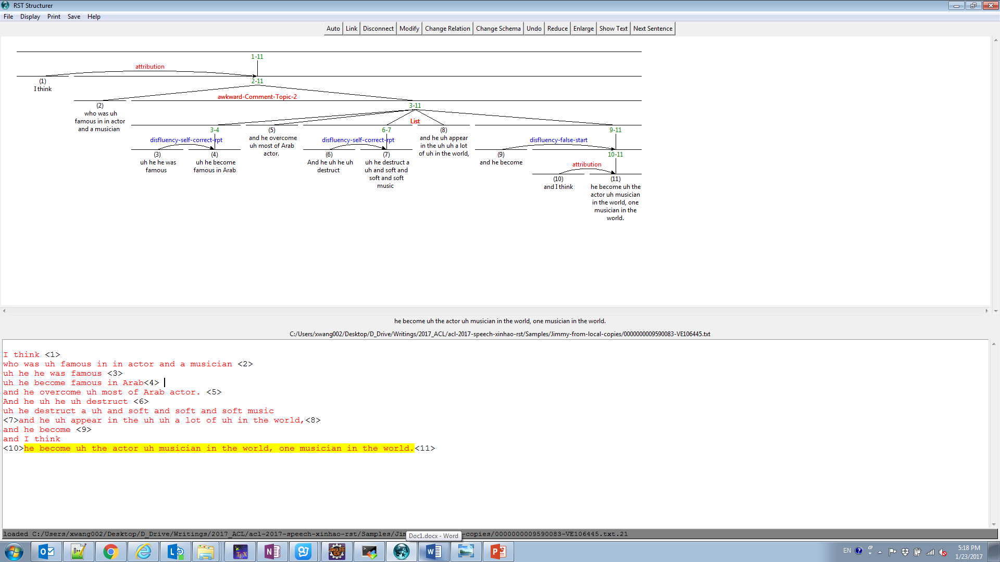 RST Structurer
File Display Print Save Help
Auto Link Disconnect Modify Change Relation Change Schema Undo Reduce Enlarge Show Text Next Sentence
1-11
attribution
(1)
I think
2-11
awkward-Comment-Topic-2
(2)
who was uh
famous in in actor
and a musician
3-11
List
3-4
disfluency-self-correct-rpt
(3)
uh he he was
famous
(4)
uh he become
famous in Arab
(5)
and he overcome
uh most of Arab
actor.
6-7
disfluency-self-correct-rpt
(6)
And he uh he uh
destruct
(7)
uh he destruct a
uh and soft and
soft and soft
music
(8)
and he uh appear
in the uh uh a lot
of uh in the world,
9-11
disfluency-false-start
(9)
and he become
10-11
attribution
(10)
and I think
(11)
he become uh the
actor uh musician
in the world, one
musician in the
world.
he become uh the actor uh musician in the world, one musician in the world.
C:/Users/xwang002/Desktop/D_Drive/Writings/2017_ACL/acl-2017-speech-xinhao-rst/Samples/Jimmy-from-local-copies/0000000009590083-VE106445.txt
I think <1>
who was uh famous in in actor and a musician <2>
uh he he was famous <3>
uh he become famous in Arab<4>
and he overcome uh most of Arab actor. <5>
And he uh he uh destruct <6>
uh he destruct a uh and soft and soft and soft music
<7>and he uh appear in the uh uh a lot of uh in the world,<8>
and he become <9>
and I think
<10>he become uh the actor uh musician in the world, one musician in the world.<11>
loaded C:/Users/xwang002/Desktop/D_Drive/Writings/2017_ACL/acl-2017-speech-xinhao-rst/Samples/Jim
Doc1.docx - Word
-copies/0000000009590083-VE106445.txt.21
EN
5:18 PM
1/23/2017